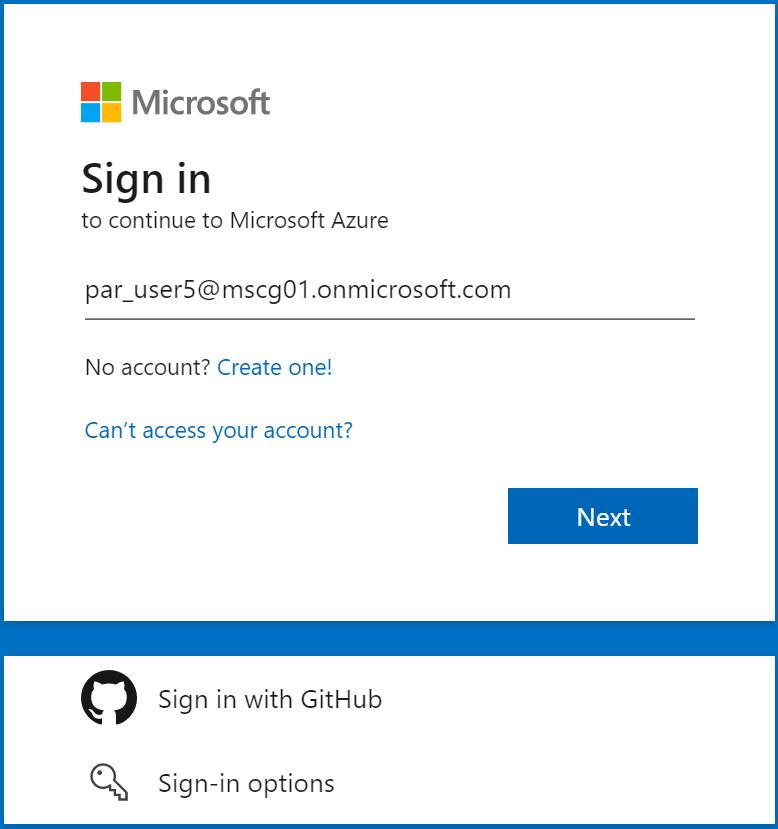 Microsoft
Sign in
to continue to Microsoft Azure
par_user5@mscg01.onmicrosoft.com
No account? Create one!
Can’t access your account?
Next
Sign in with GitHub
Sign-in options